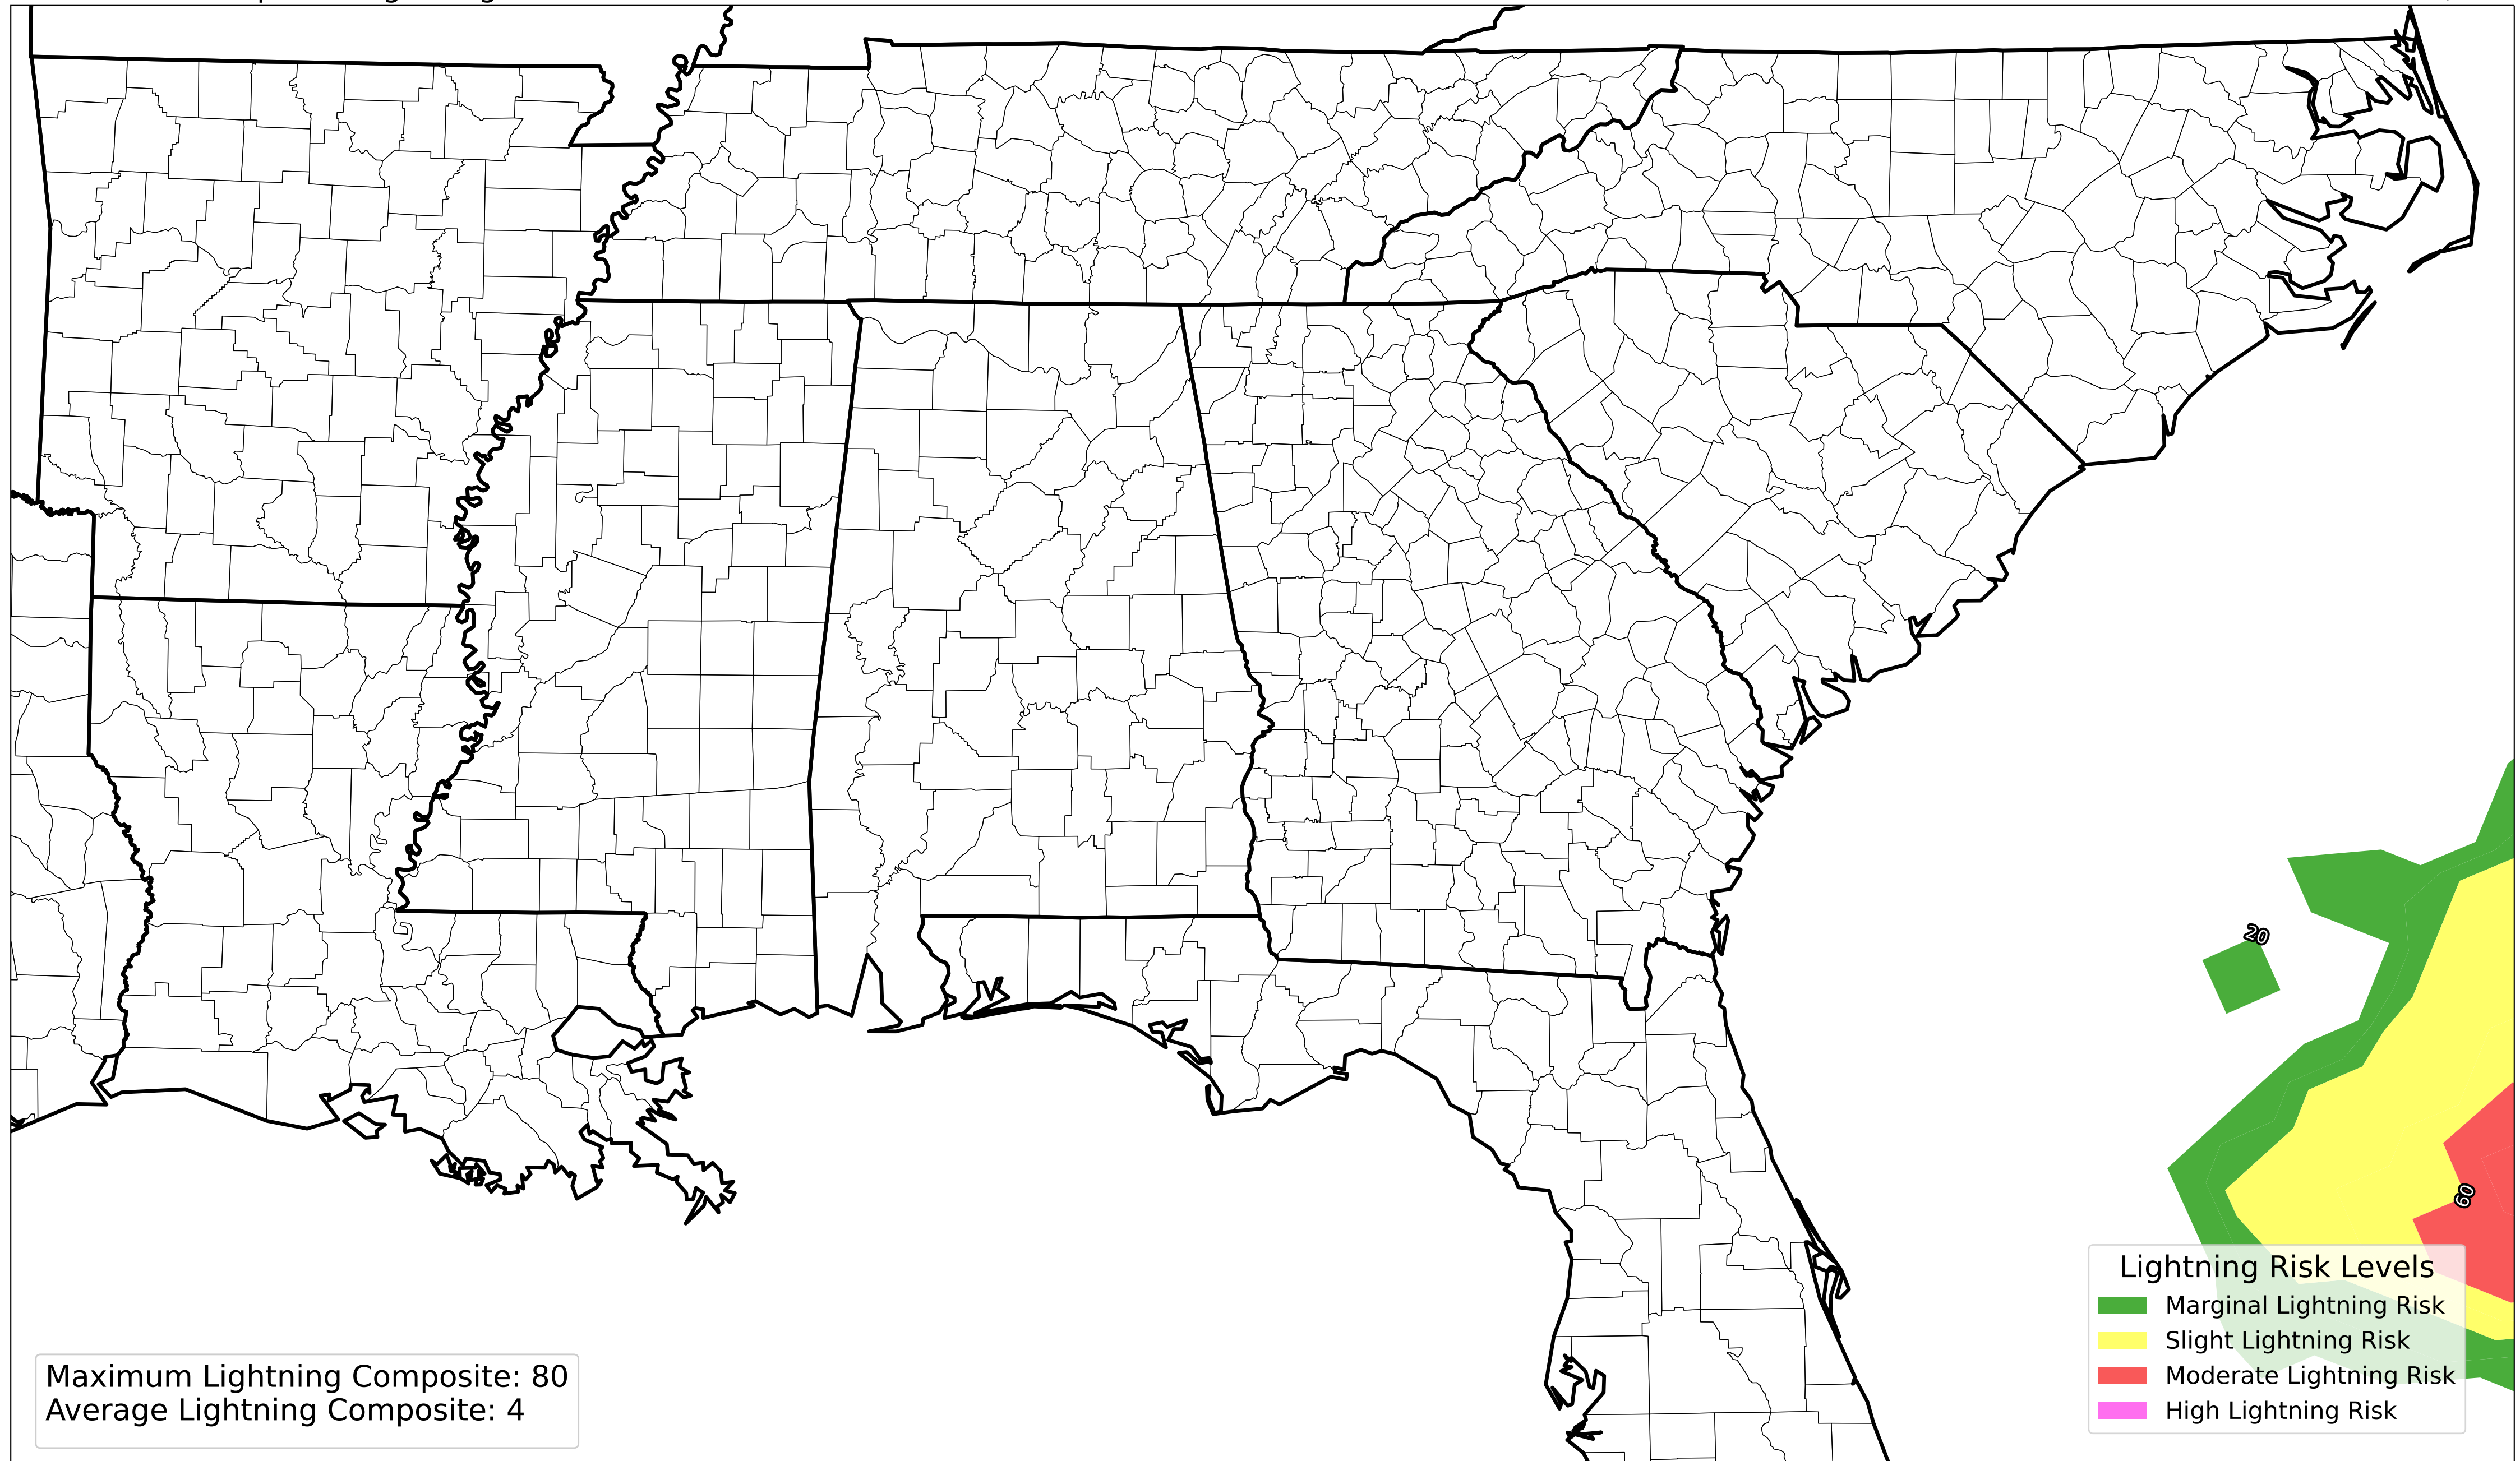 20
60
Lightning Risk Levels
Marginal Lightning Risk
Slight Lightning Risk
Moderate Lightning Risk
High Lightning Risk
Maximum Lightning Composite: 80
Average Lightning Composite: 4